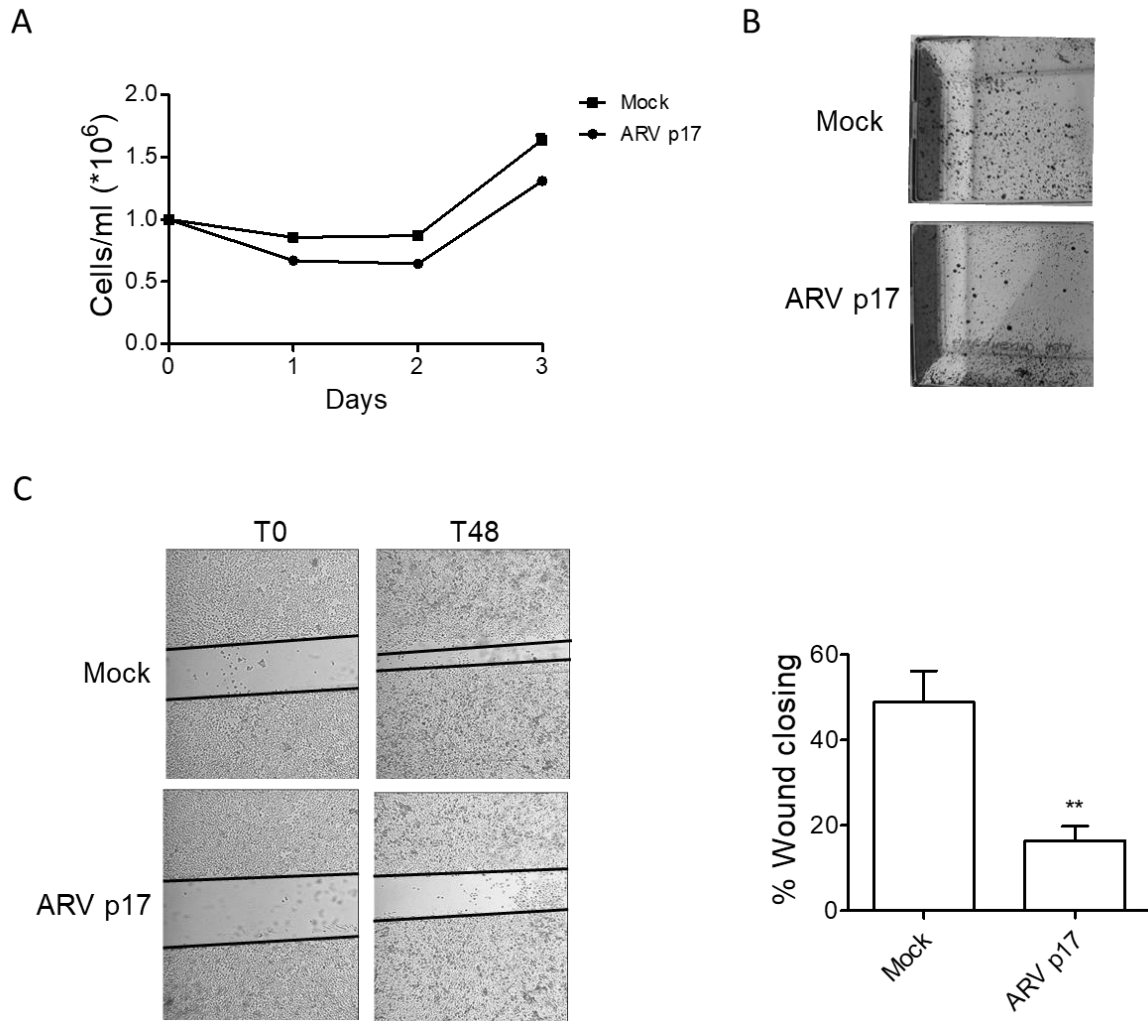 A
2.0
1.5
1.0
0.5
0.0
Cells/ml (*10⁶)
0 1 2 3
Days
Mock
ARV p17
B
Mock
ARV p17
C
T0 T48
Mock
ARV p17
60
40
20
0
% Wound closing
**
Mock
ARV p17